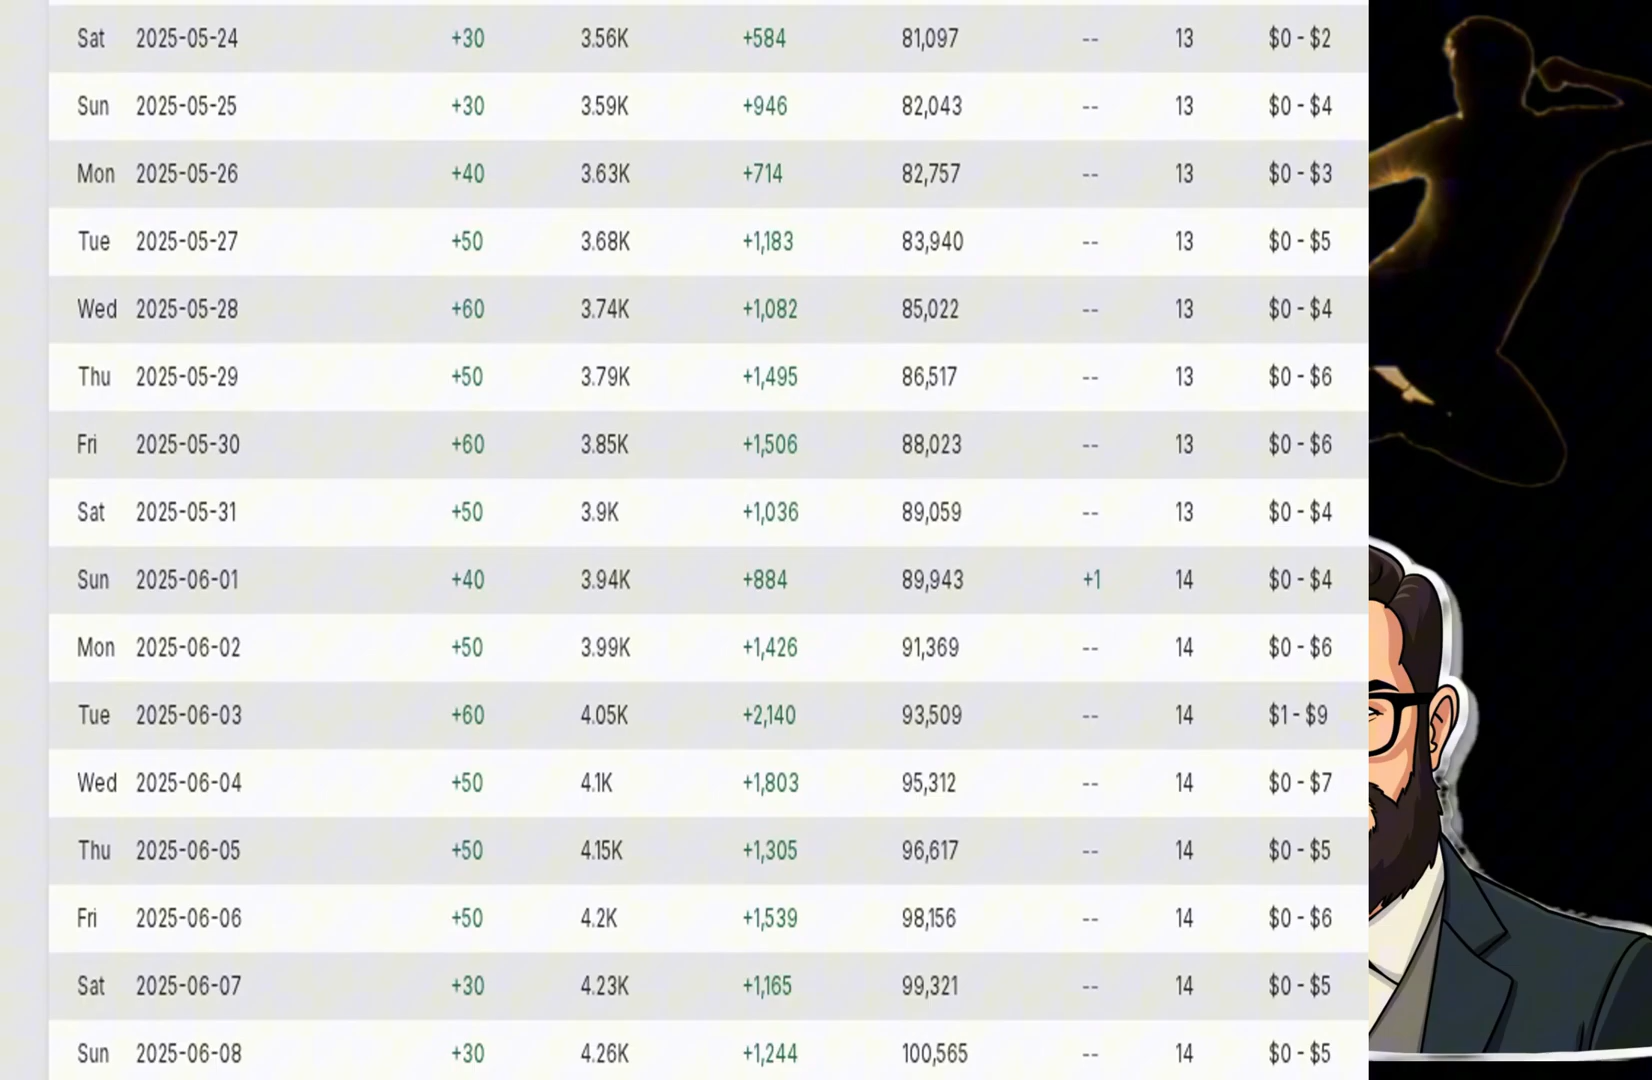 Sat 2025-05-24 +30 3.56K +584 81,097 -- 13 $0 - $2
Sun 2025-05-25 +30 3.59K +946 82,043 -- 13 $0 - $4
Mon 2025-05-26 +40 3.63K +714 82,757 -- 13 $0 - $3
Tue 2025-05-27 +50 3.68K +1,183 83,940 -- 13 $0 - $5
Wed 2025-05-28 +60 3.74K +1,082 85,022 -- 13 $0 - $4
Thu 2025-05-29 +50 3.79K +1,495 86,517 -- 13 $0 - $6
Fri 2025-05-30 +60 3.85K +1,506 88,023 -- 13 $0 - $6
Sat 2025-05-31 +50 3.9K +1,036 89,059 -- 13 $0 - $4
Sun 2025-06-01 +40 3.94K +884 89,943 +1 14 $0 - $4
Mon 2025-06-02 +50 3.99K +1,426 91,369 -- 14 $0 - $6
Tue 2025-06-03 +60 4.05K +2,140 93,509 -- 14 $1 - $9
Wed 2025-06-04 +50 4.1K +1,803 95,312 -- 14 $0 - $7
Thu 2025-06-05 +50 4.15K +1,305 96,617 -- 14 $0 - $5
Fri 2025-06-06 +50 4.2K +1,539 98,156 -- 14 $0 - $6
Sat 2025-06-07 +30 4.23K +1,165 99,321 -- 14 $0 - $5
Sun 2025-06-08 +30 4.26K +1,244 100,565 -- 14 $0 - $5